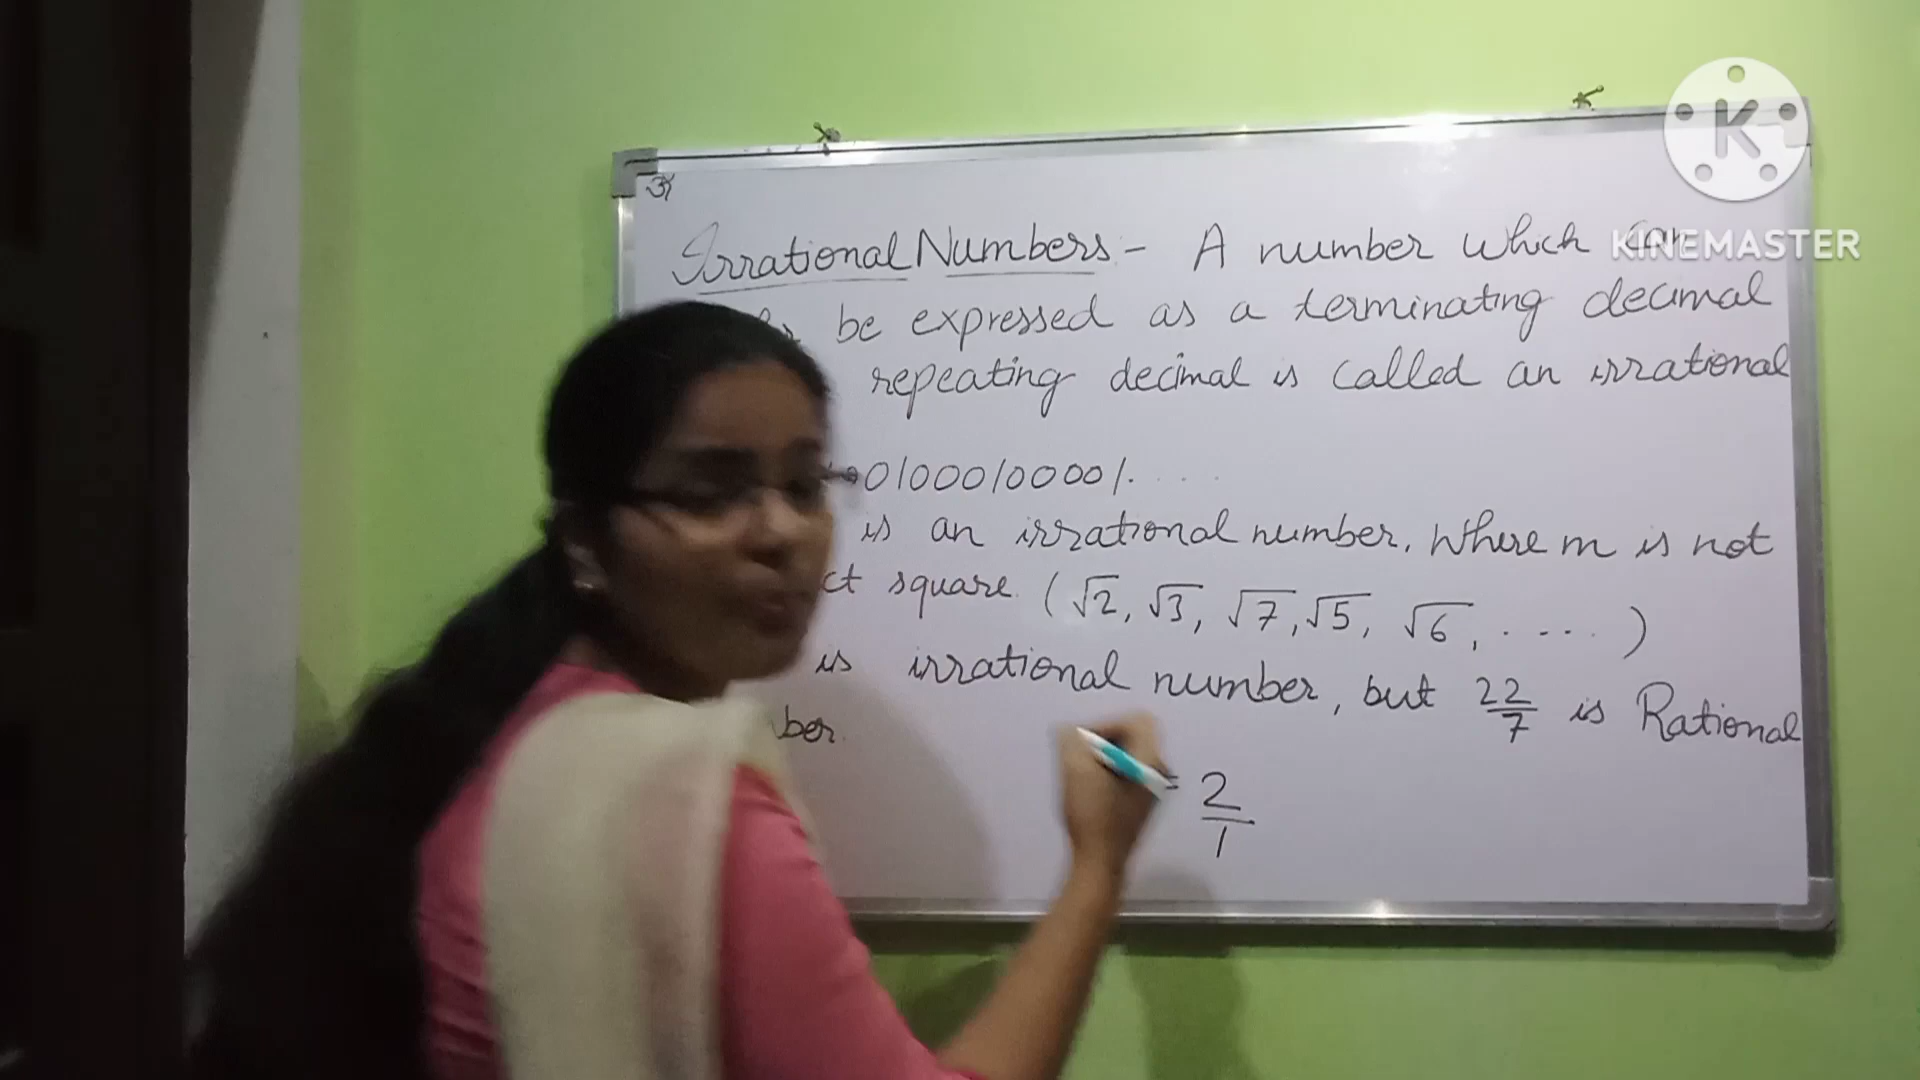 ॐ
Irrational Numbers:- A number which can
be expressed as a terminating decimal
repeating decimal is called an irrational
01000100001. . . .
is an irrational number. Where m is not
ct square. (√2, √3, √7, √5, √6, . . . . . )
is irrational number, but 22/7 is Rational
ber.
= 2/1
K
KINEMASTER